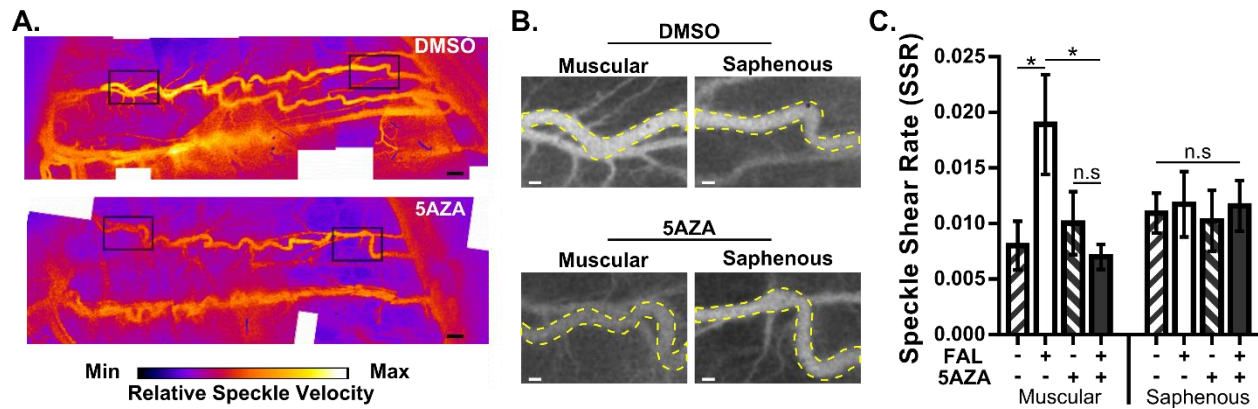 A.
DMSO
5AZA
Min Max
Relative Speckle Velocity
B.
DMSO
Muscular Saphenous
5AZA
Muscular Saphenous
C.
Speckle Shear Rate (SSR)
0.025
0.020
0.015
0.010
0.005
0.000
* *
n.s
n.s
FAL - + - + - + - +
5AZA - - + + - - + +
Muscular Saphenous